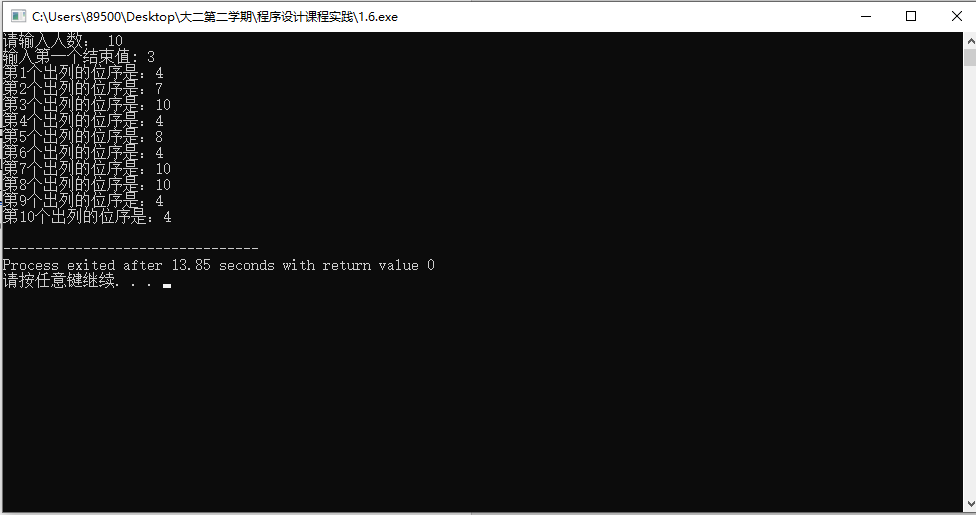 C:\Users\89500\Desktop\大二第二学期\程序设计课程实践\1.6.exe
请输入人数： 10
输入第一个结束值: 3
第1个出列的位序是：4
第2个出列的位序是：7
第3个出列的位序是：10
第4个出列的位序是：4
第5个出列的位序是：8
第6个出列的位序是：4
第7个出列的位序是：10
第8个出列的位序是：10
第9个出列的位序是：4
第10个出列的位序是：4
--------------------------------
Process exited after 13.85 seconds with return value 0
请按任意键继续. . .